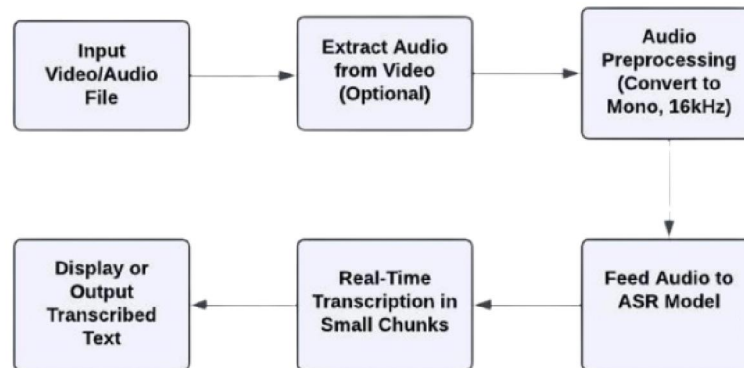 Input
Video/Audio
File
Extract Audio
from Video
(Optional)
Audio
Preprocessing
(Convert to
Mono, 16kHz)
Feed Audio to
ASR Model
Real-Time
Transcription in
Small Chunks
Display or
Output
Transcribed
Text